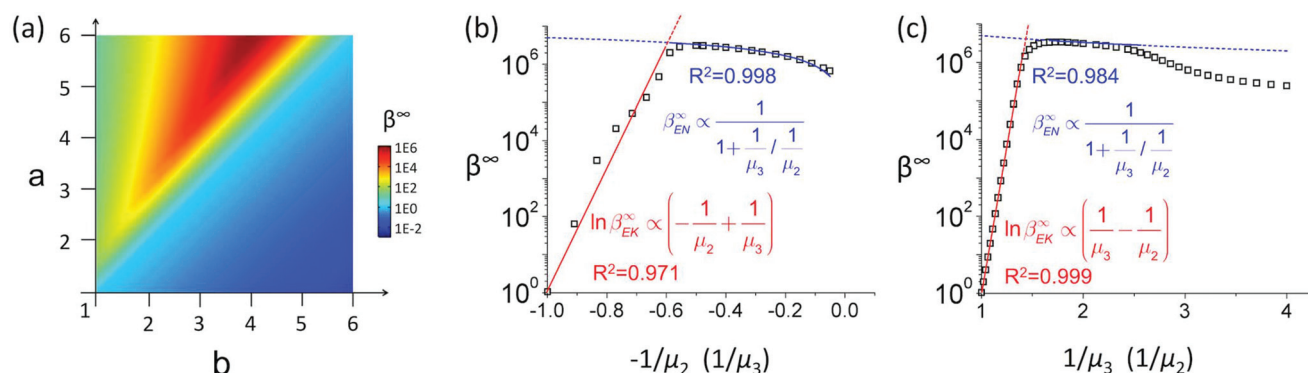 (a)
6
5
4
3
2
1
2
3
4
5
6
a
b
β∞
1E6
1E4
1E2
1E0
1E-2
(b)
β∞
10⁶
10⁴
10²
10⁰
-1.0 -0.8 -0.6 -0.4 -0.2 0.0
-1/μ₂ (1/μ₃)
R²=0.998
β∞EN ∝ 1 / (1 + 1/μ₃ / 1/μ₂)
ln β∞EK ∝ (-1/μ₂ + 1/μ₃)
R²=0.971
(c)
β∞
10⁶
10⁴
10²
10⁰
1 2 3 4
1/μ₃ (1/μ₂)
R²=0.984
β∞EN ∝ 1 / (1 + 1/μ₃ / 1/μ₂)
ln β∞EK ∝ (1/μ₃ - 1/μ₂)
R²=0.999